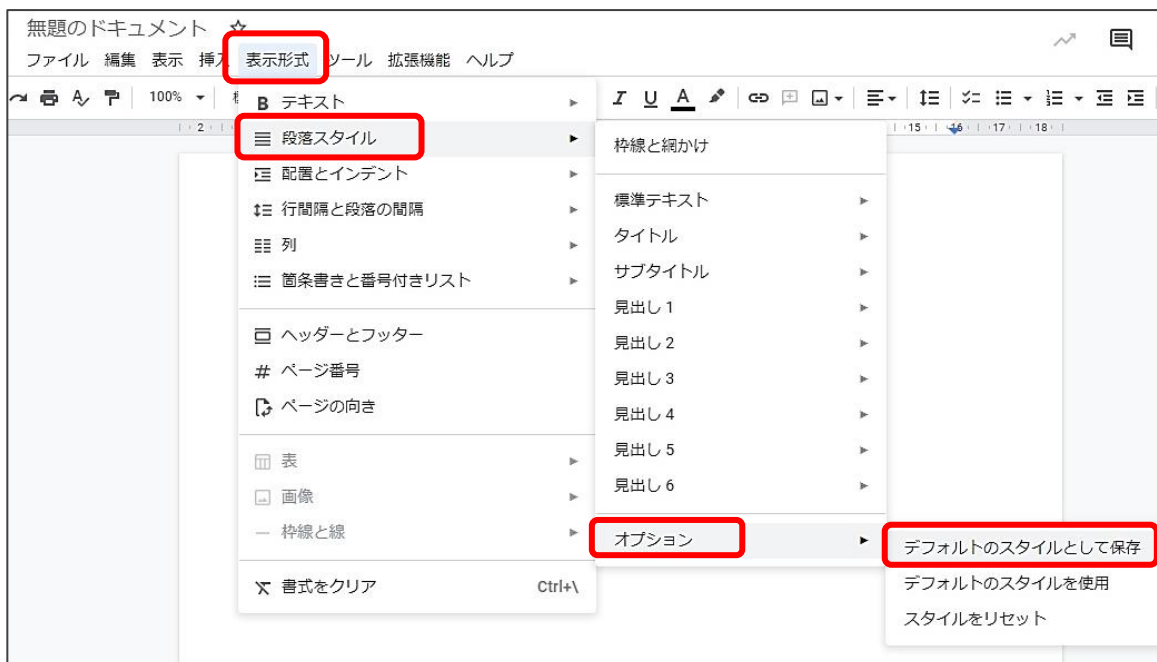 無題のドキュメント
ファイル 編集 表示 挿入 表示形式 ツール 拡張機能 ヘルプ
100%
I U A
2 15 16 17 18
B テキスト
段落スタイル
配置とインデント
行間隔と段落の間隔
列
箇条書きと番号付きリスト
ヘッダーとフッター
# ページ番号
ページの向き
表
画像
枠線と線
書式をクリア Ctrl+\
枠線と網かけ
標準テキスト
タイトル
サブタイトル
見出し 1
見出し 2
見出し 3
見出し 4
見出し 5
見出し 6
オプション
デフォルトのスタイルとして保存
デフォルトのスタイルを使用
スタイルをリセット